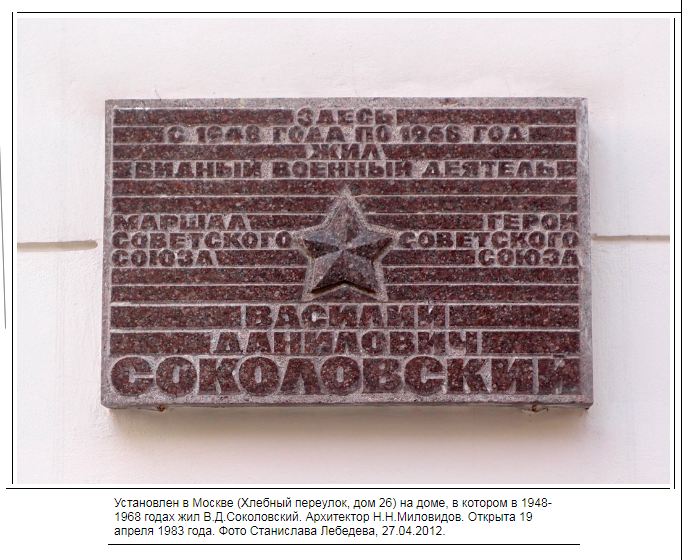 ЗДЕСЬ
С 1948 ГОДА ПО 1968 ГОД
ЖИЛ
ВИДНЫЙ ВОЕННЫЙ ДЕЯТЕЛЬ
МАРШАЛ
СОВЕТСКОГО
СОЮЗА
ГЕРОЙ
СОВЕТСКОГО
СОЮЗА
ВАСИЛИЙ
ДАНИЛОВИЧ
СОКОЛОВСКИЙ
Установлен в Москве (Хлебный переулок, дом 26) на доме, в котором в 1948-
1968 годах жил В.Д.Соколовский. Архитектор Н.Н.Миловидов. Открыта 19
апреля 1983 года. Фото Станислава Лебедева, 27.04.2012.